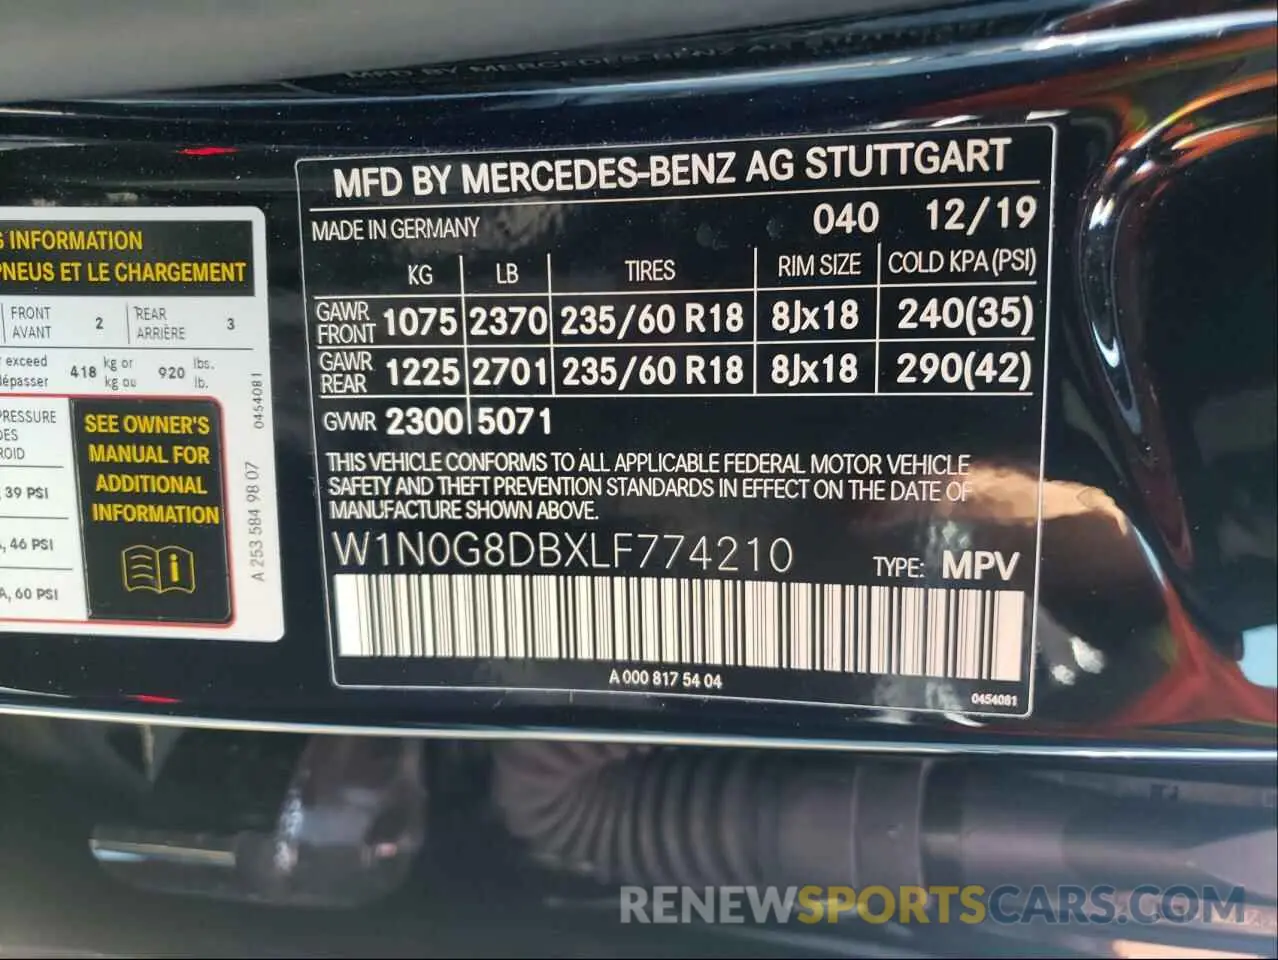 MFD BY MERCEDES-BENZ AG STUTTGART
MADE IN GERMANY 040 12/19
KG LB TIRES RIM SIZE COLD KPA (PSI)
GAWR FRONT 1075 2370 235/60 R18 8Jx18 240(35)
GAWR REAR 1225 2701 235/60 R18 8Jx18 290(42)
GVWR 2300 5071
THIS VEHICLE CONFORMS TO ALL APPLICABLE FEDERAL MOTOR VEHICLE
SAFETY AND THEFT PREVENTION STANDARDS IN EFFECT ON THE DATE OF
MANUFACTURE SHOWN ABOVE.
W1N0G8DBXLF774210 TYPE: MPV
A 000 817 54 04
0454081
INFORMATION
PNEUS ET LE CHARGEMENT
FRONT AVANT 2 REAR ARRIÈRE 3
exceed 418 kg or 920 lbs.
dépasser kg ou lb.
PRESSURE
DES
39 PSI
46 PSI
60 PSI
SEE OWNER'S
MANUAL FOR
ADDITIONAL
INFORMATION
i
A 253 584 98 07 0454081
RENEWSPORTSCARS.COM